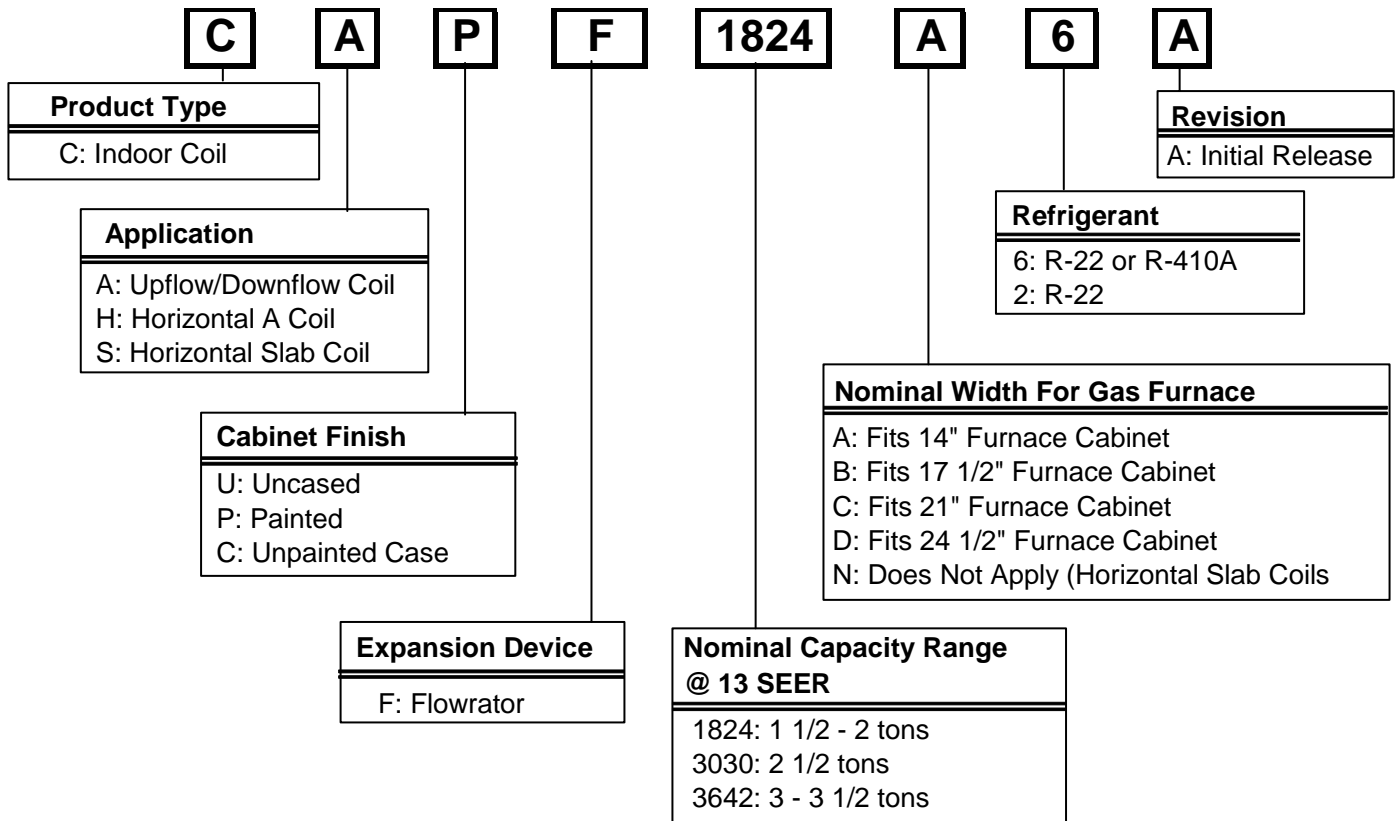 C A P F 1824 A 6 A
Product Type
C: Indoor Coil
Revision
A: Initial Release
Application
A: Upflow/Downflow Coil
H: Horizontal A Coil
S: Horizontal Slab Coil
Refrigerant
6: R-22 or R-410A
2: R-22
Cabinet Finish
U: Uncased
P: Painted
C: Unpainted Case
Nominal Width For Gas Furnace
A: Fits 14" Furnace Cabinet
B: Fits 17 1/2" Furnace Cabinet
C: Fits 21" Furnace Cabinet
D: Fits 24 1/2" Furnace Cabinet
N: Does Not Apply (Horizontal Slab Coils
Expansion Device
F: Flowrator
Nominal Capacity Range
@ 13 SEER
1824: 1 1/2 - 2 tons
3030: 2 1/2 tons
3642: 3 - 3 1/2 tons